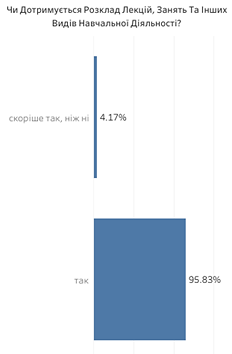 Чи Дотримується Розклад Лекцій, Занять Та Інших
Видів Навчальної Діяльності?
скоріше так, ніж ні
4.17%
так
95.83%